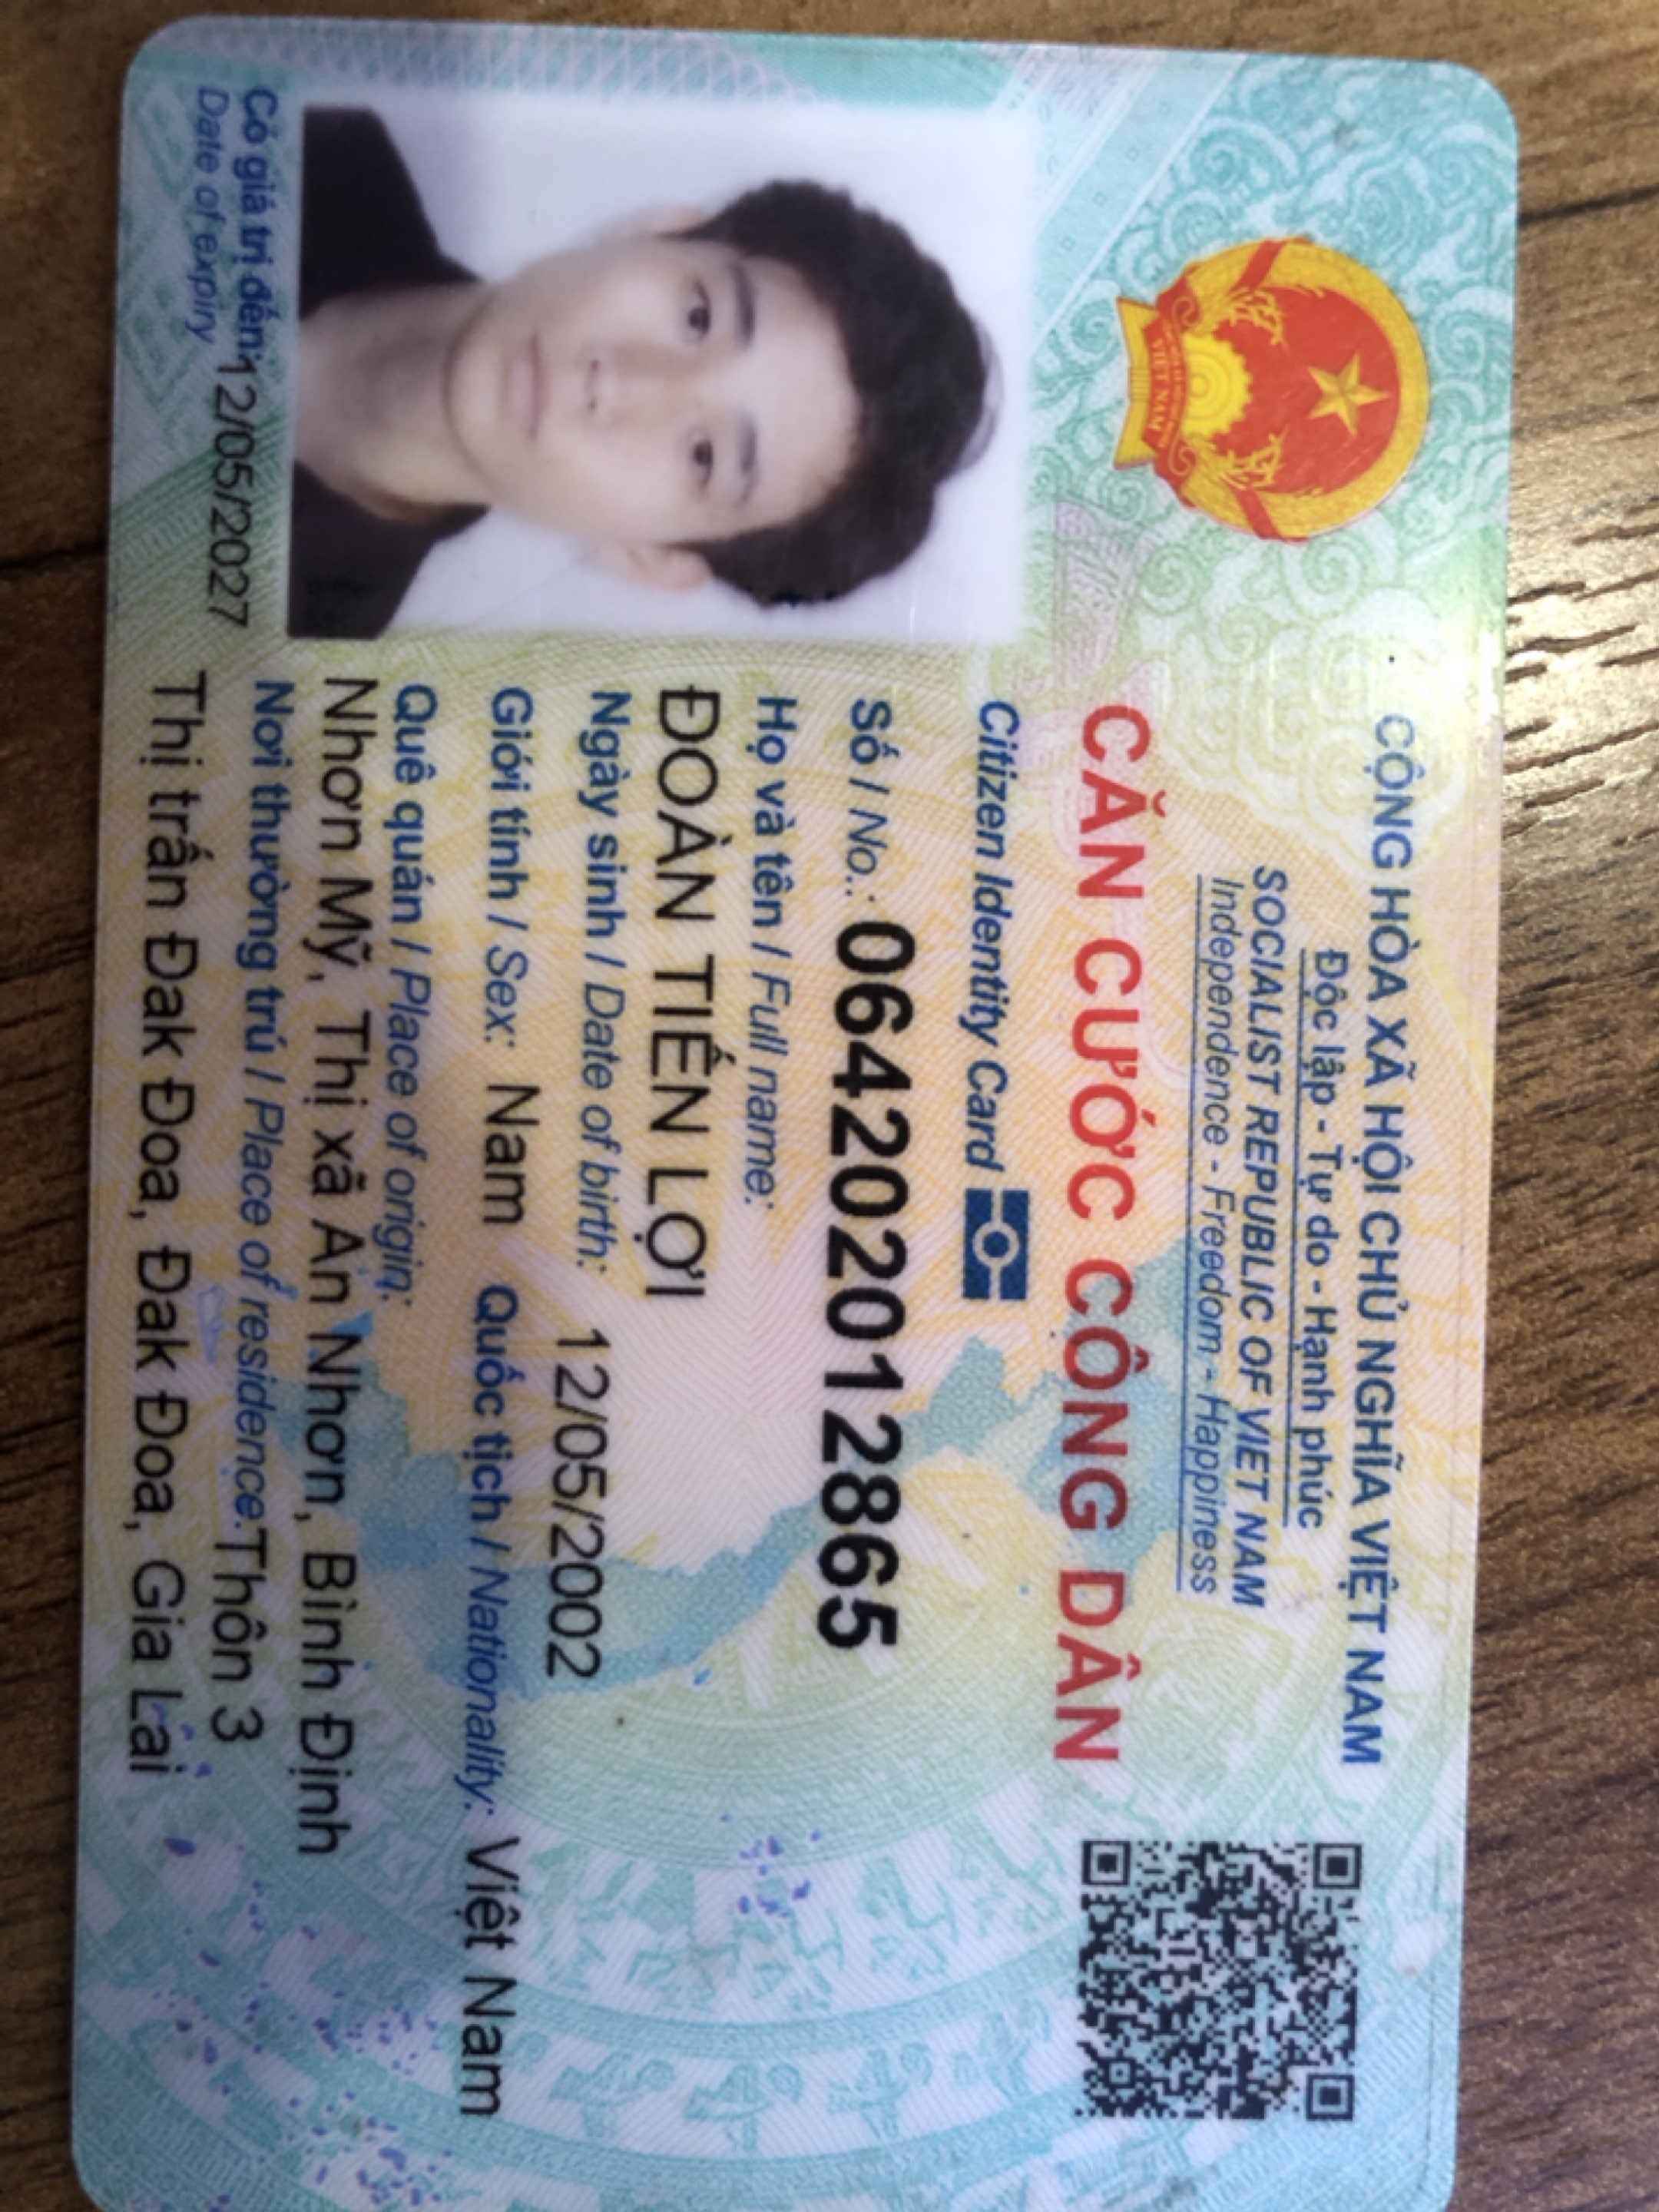 CỘNG HÒA XÃ HỘI CHỦ NGHĨA VIỆT NAM
Độc lập - Tự do - Hạnh phúc
SOCIALIST REPUBLIC OF VIET NAM
Independence - Freedom - Happiness
VIỆT NAM
CĂN CƯỚC CÔNG DÂN
Citizen Identity Card
Số / No.: 064202012865
Họ và tên / Full name:
ĐOÀN TIẾN LỢI
Ngày sinh / Date of birth: 12/05/2002
Giới tính / Sex: Nam Quốc tịch / Nationality: Việt Nam
Quê quán / Place of origin:
Nhơn Mỹ, Thị xã An Nhơn, Bình Định
Nơi thường trú / Place of residence: Thôn 3
Thị trấn Đak Đoa, Đak Đoa, Gia Lai
Có giá trị đến: 12/05/2027
Date of expiry